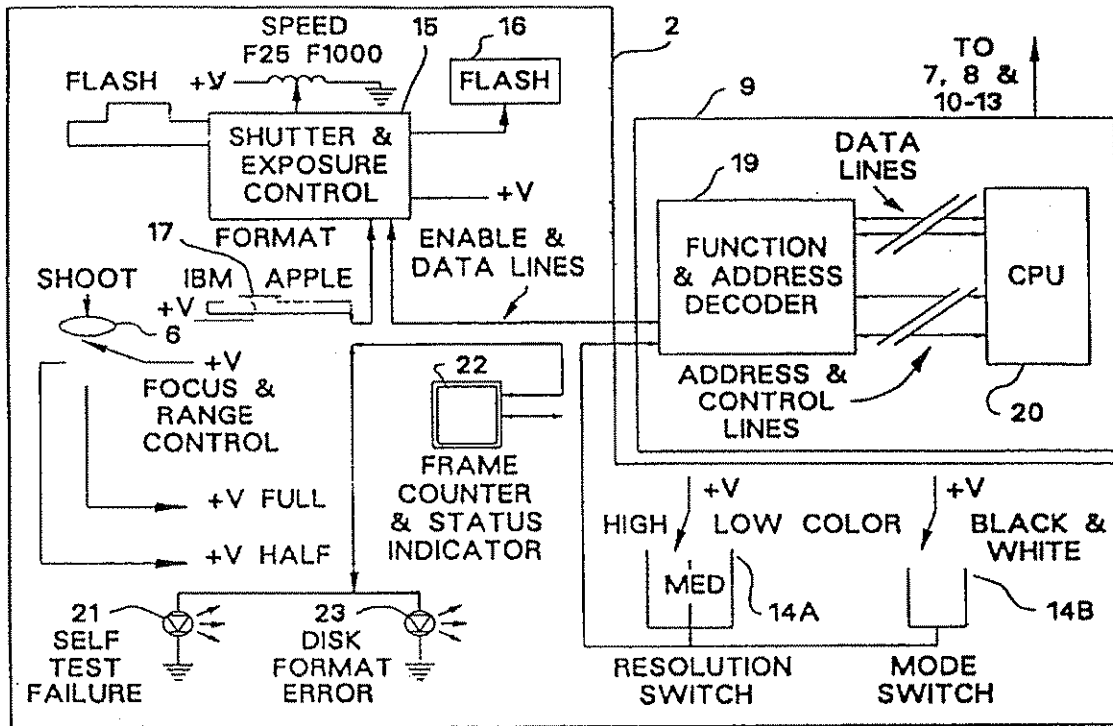 SPEED
F25 F1000
15
16
2
TO
7, 8 &
10-13
FLASH
+V
FLASH
9
SHUTTER &
EXPOSURE
CONTROL
+V
DATA
LINES
19
17
FORMAT
ENABLE &
DATA LINES
FUNCTION
& ADDRESS
DECODER
CPU
SHOOT
IBM APPLE
+V
6
+V
FOCUS &
RANGE
CONTROL
22
ADDRESS &
CONTROL
LINES
20
FRAME
COUNTER
& STATUS
INDICATOR
+V FULL
+V HALF
+V
+V
HIGH
LOW
COLOR
BLACK &
WHITE
MED
14A
14B
21
SELF
TEST
FAILURE
23
DISK
FORMAT
ERROR
RESOLUTION
SWITCH
MODE
SWITCH